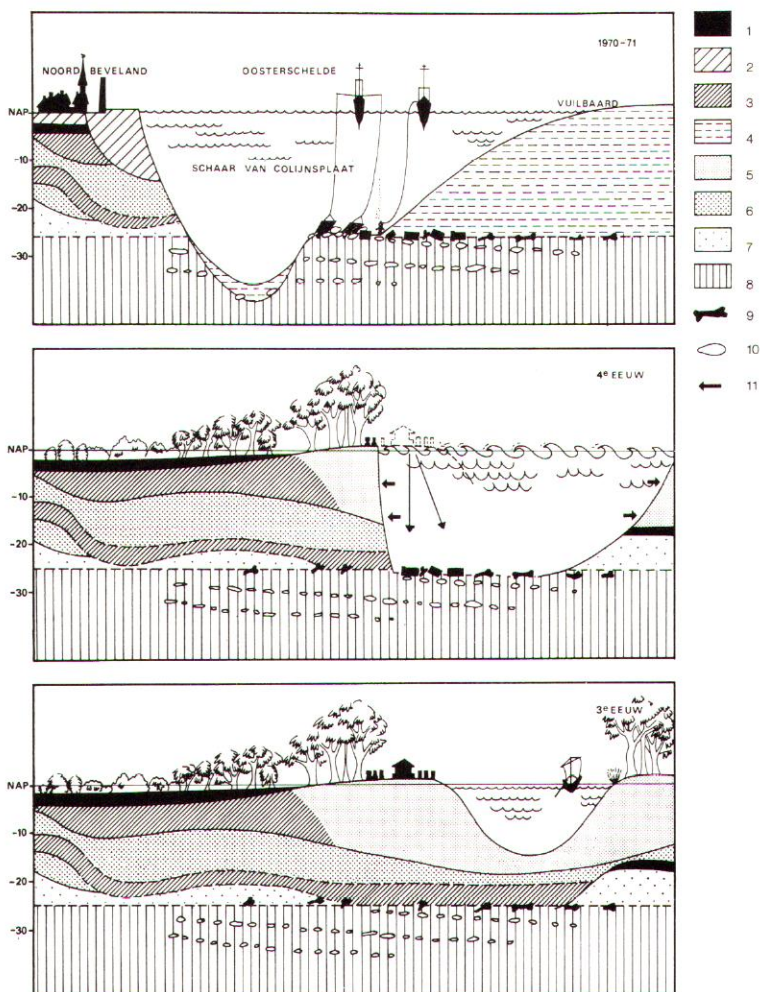 1970-71
NOORD BEVELAND
OOSTERSCHELDE
VUILBAARD
NAP
SCHAAR VAN COLIJNSPLAAT
-10
-20
-30
4e EEUW
NAP
-10
-20
-30
3e EEUW
NAP
-10
-20
-30
1
2
3
4
5
6
7
8
9
10
11